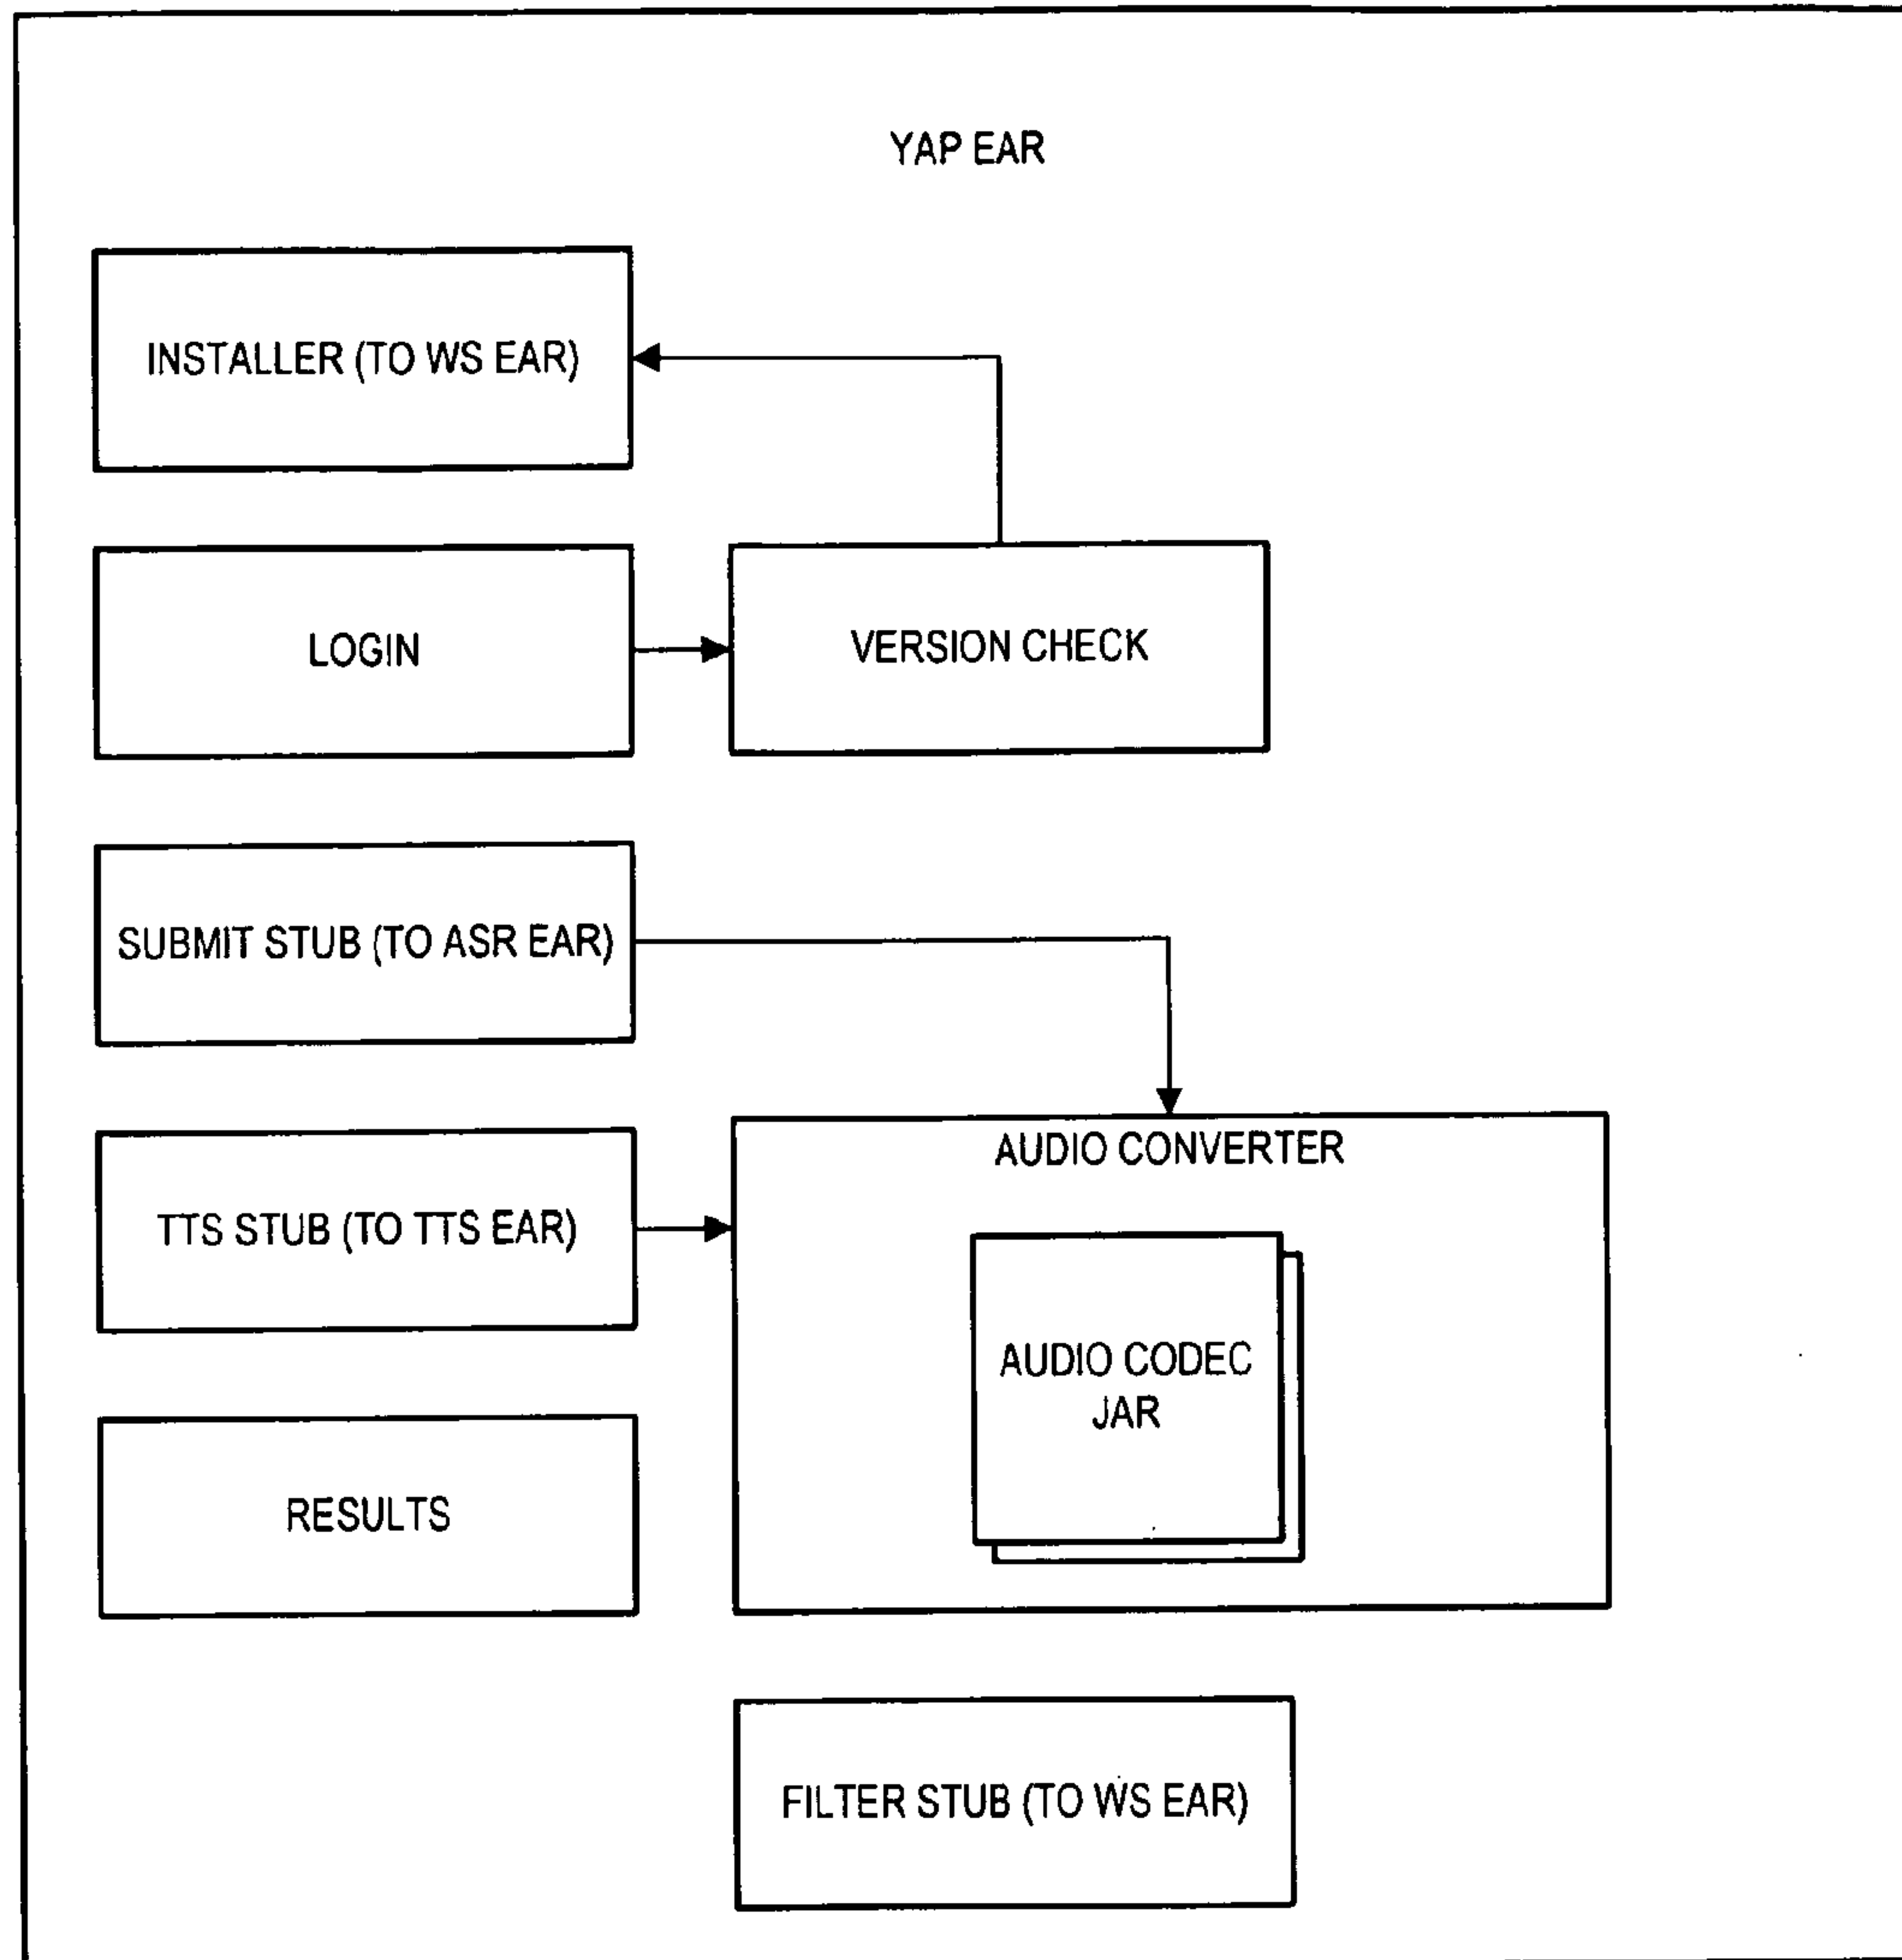 YAP EAR
INSTALLER (TO WS EAR)
LOGIN
VERSION CHECK
SUBMIT STUB (TO ASR EAR)
TTS STUB (TO TTS EAR)
AUDIO CONVERTER
AUDIO CODEC
JAR
RESULTS
FILTER STUB (TO WS EAR)